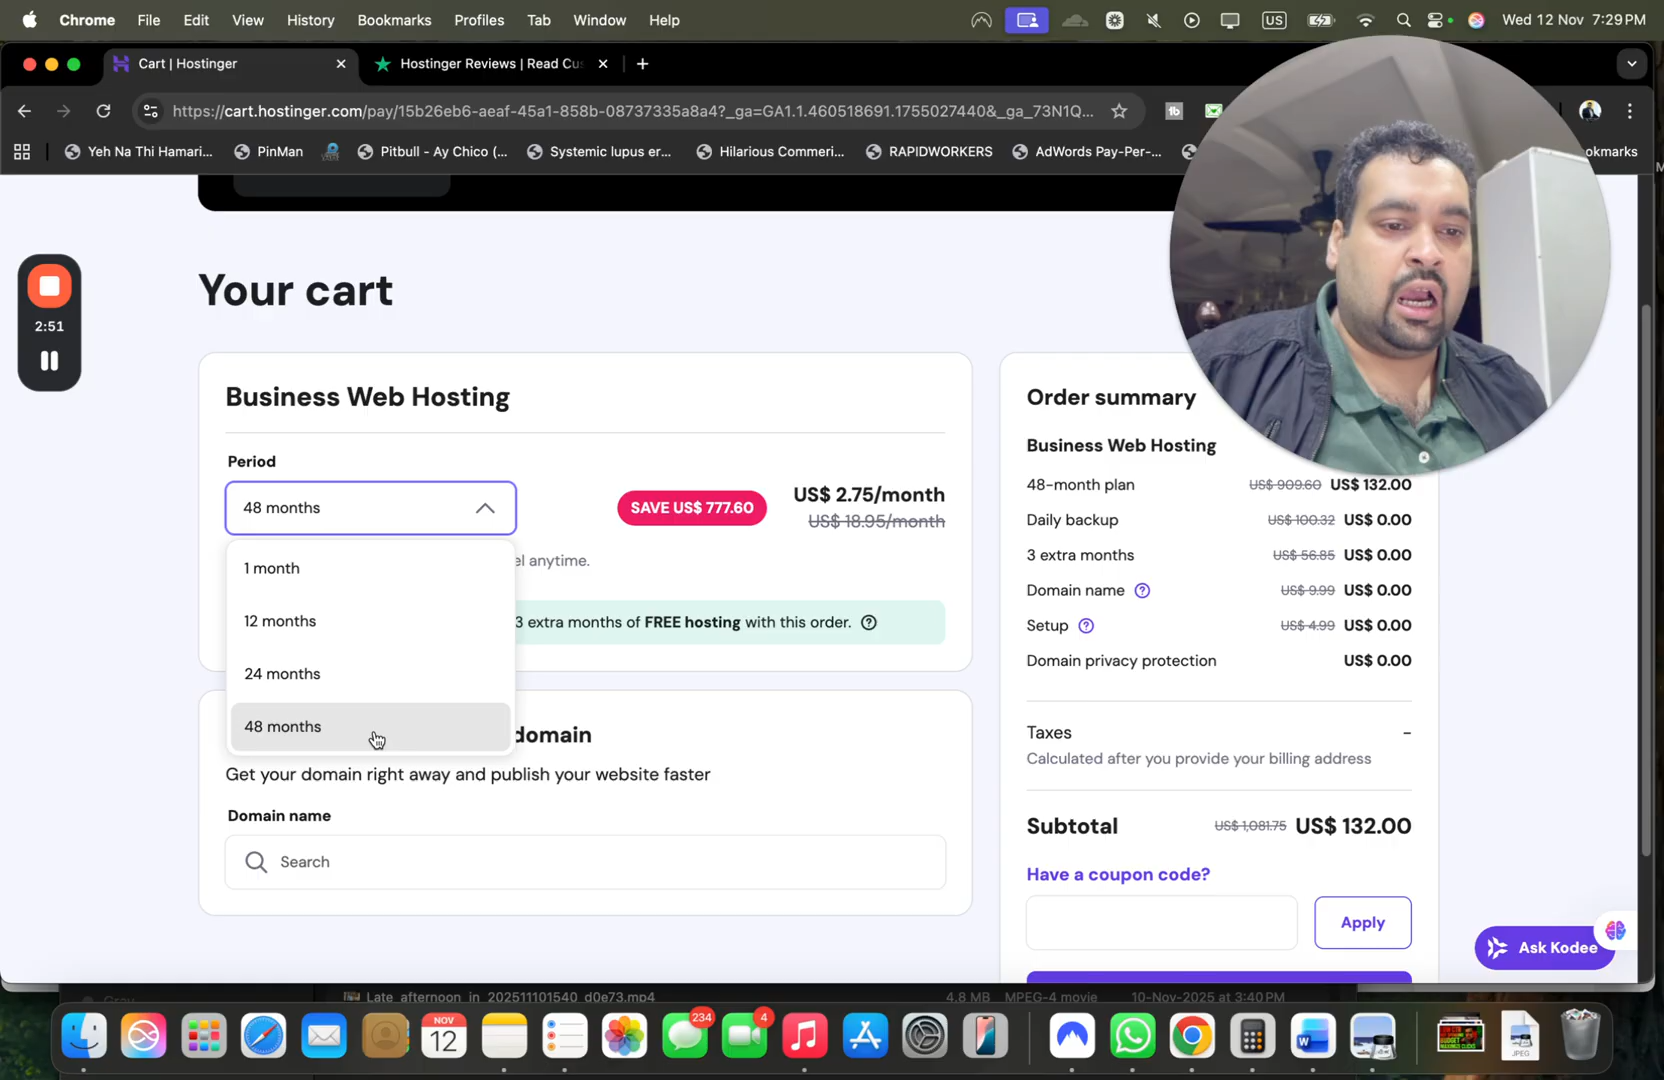 Chrome File Edit View History Bookmarks Profiles Tab Window Help US Wed 12 Nov 7:29 PM
Cart | Hostinger
Hostinger Reviews | Read Cu
https://cart.hostinger.com/pay/15b26eb6-aeaf-45a1-858b-08737335a8a4?_ga=GA1.1.460518691.1755027440&_ga_73N1Q...
Yeh Na Thi Hamari... PinMan Pitbull - Ay Chico (... Systemic lupus er... Hilarious Commeri... RAPIDWORKERS AdWords Pay-Per-... ookmarks
2:51
Your cart
Business Web Hosting
Period
48 months
SAVE US$ 777.60
US$ 2.75/month
US$ 18.95/month
1 month
12 months
24 months
48 months
el anytime.
3 extra months of FREE hosting with this order.
domain
Get your domain right away and publish your website faster
Domain name
Search
Order summary
Business Web Hosting
48-month plan US$ 909.60 US$ 132.00
Daily backup US$ 100.32 US$ 0.00
3 extra months US$ 56.85 US$ 0.00
Domain name US$ 9.99 US$ 0.00
Setup US$ 4.99 US$ 0.00
Domain privacy protection US$ 0.00
Taxes -
Calculated after you provide your billing address
Subtotal US$ 1,081.75 US$ 132.00
Have a coupon code?
Apply
Ask Kodee
Late_afternoon_in_202511101540_d0e73.mp4 4.8 MB MPEG-4 movie 10-Nov-2025 at 3:40 PM
NOV
12
234
4
JPEG